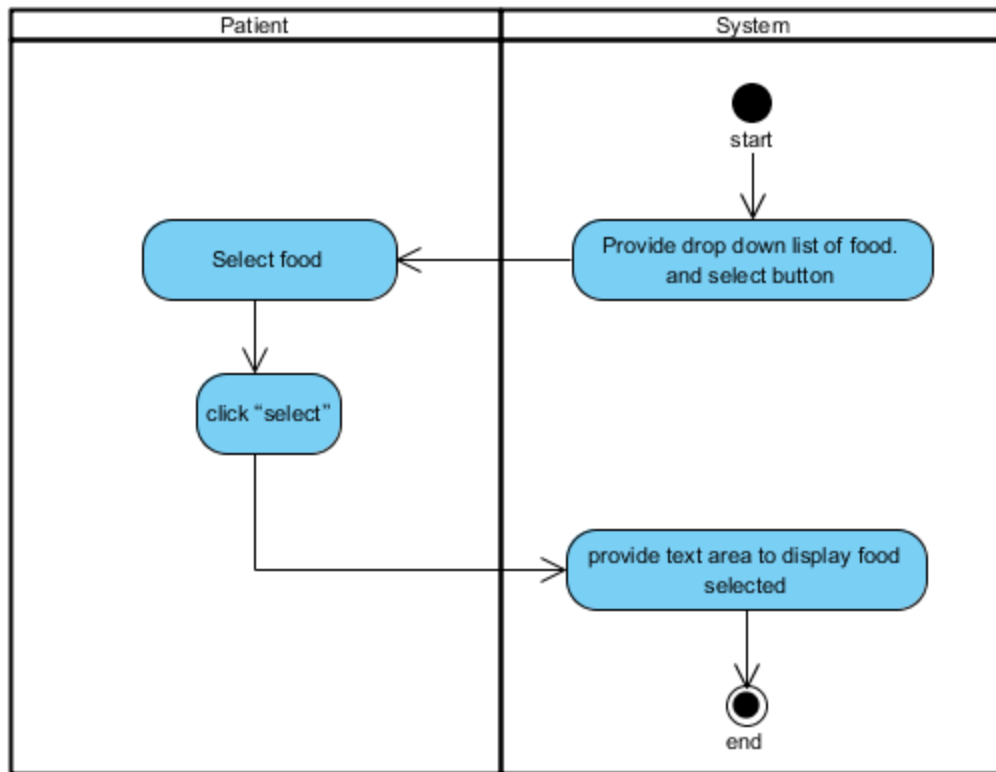 Patient
System
start
Provide drop down list of food.
and select button
Select food
click “select”
provide text area to display food
selected
end